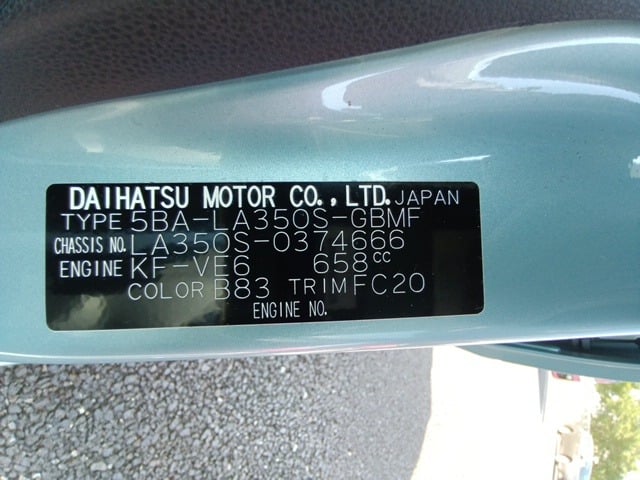 DAIHATSU MOTOR CO., LTD. JAPAN
TYPE 5BA-LA350S-GBMF
CHASSIS NO. LA350S-0374666
ENGINE KF-VE6 658cc
COLOR B83 TRIM FC20
ENGINE NO.